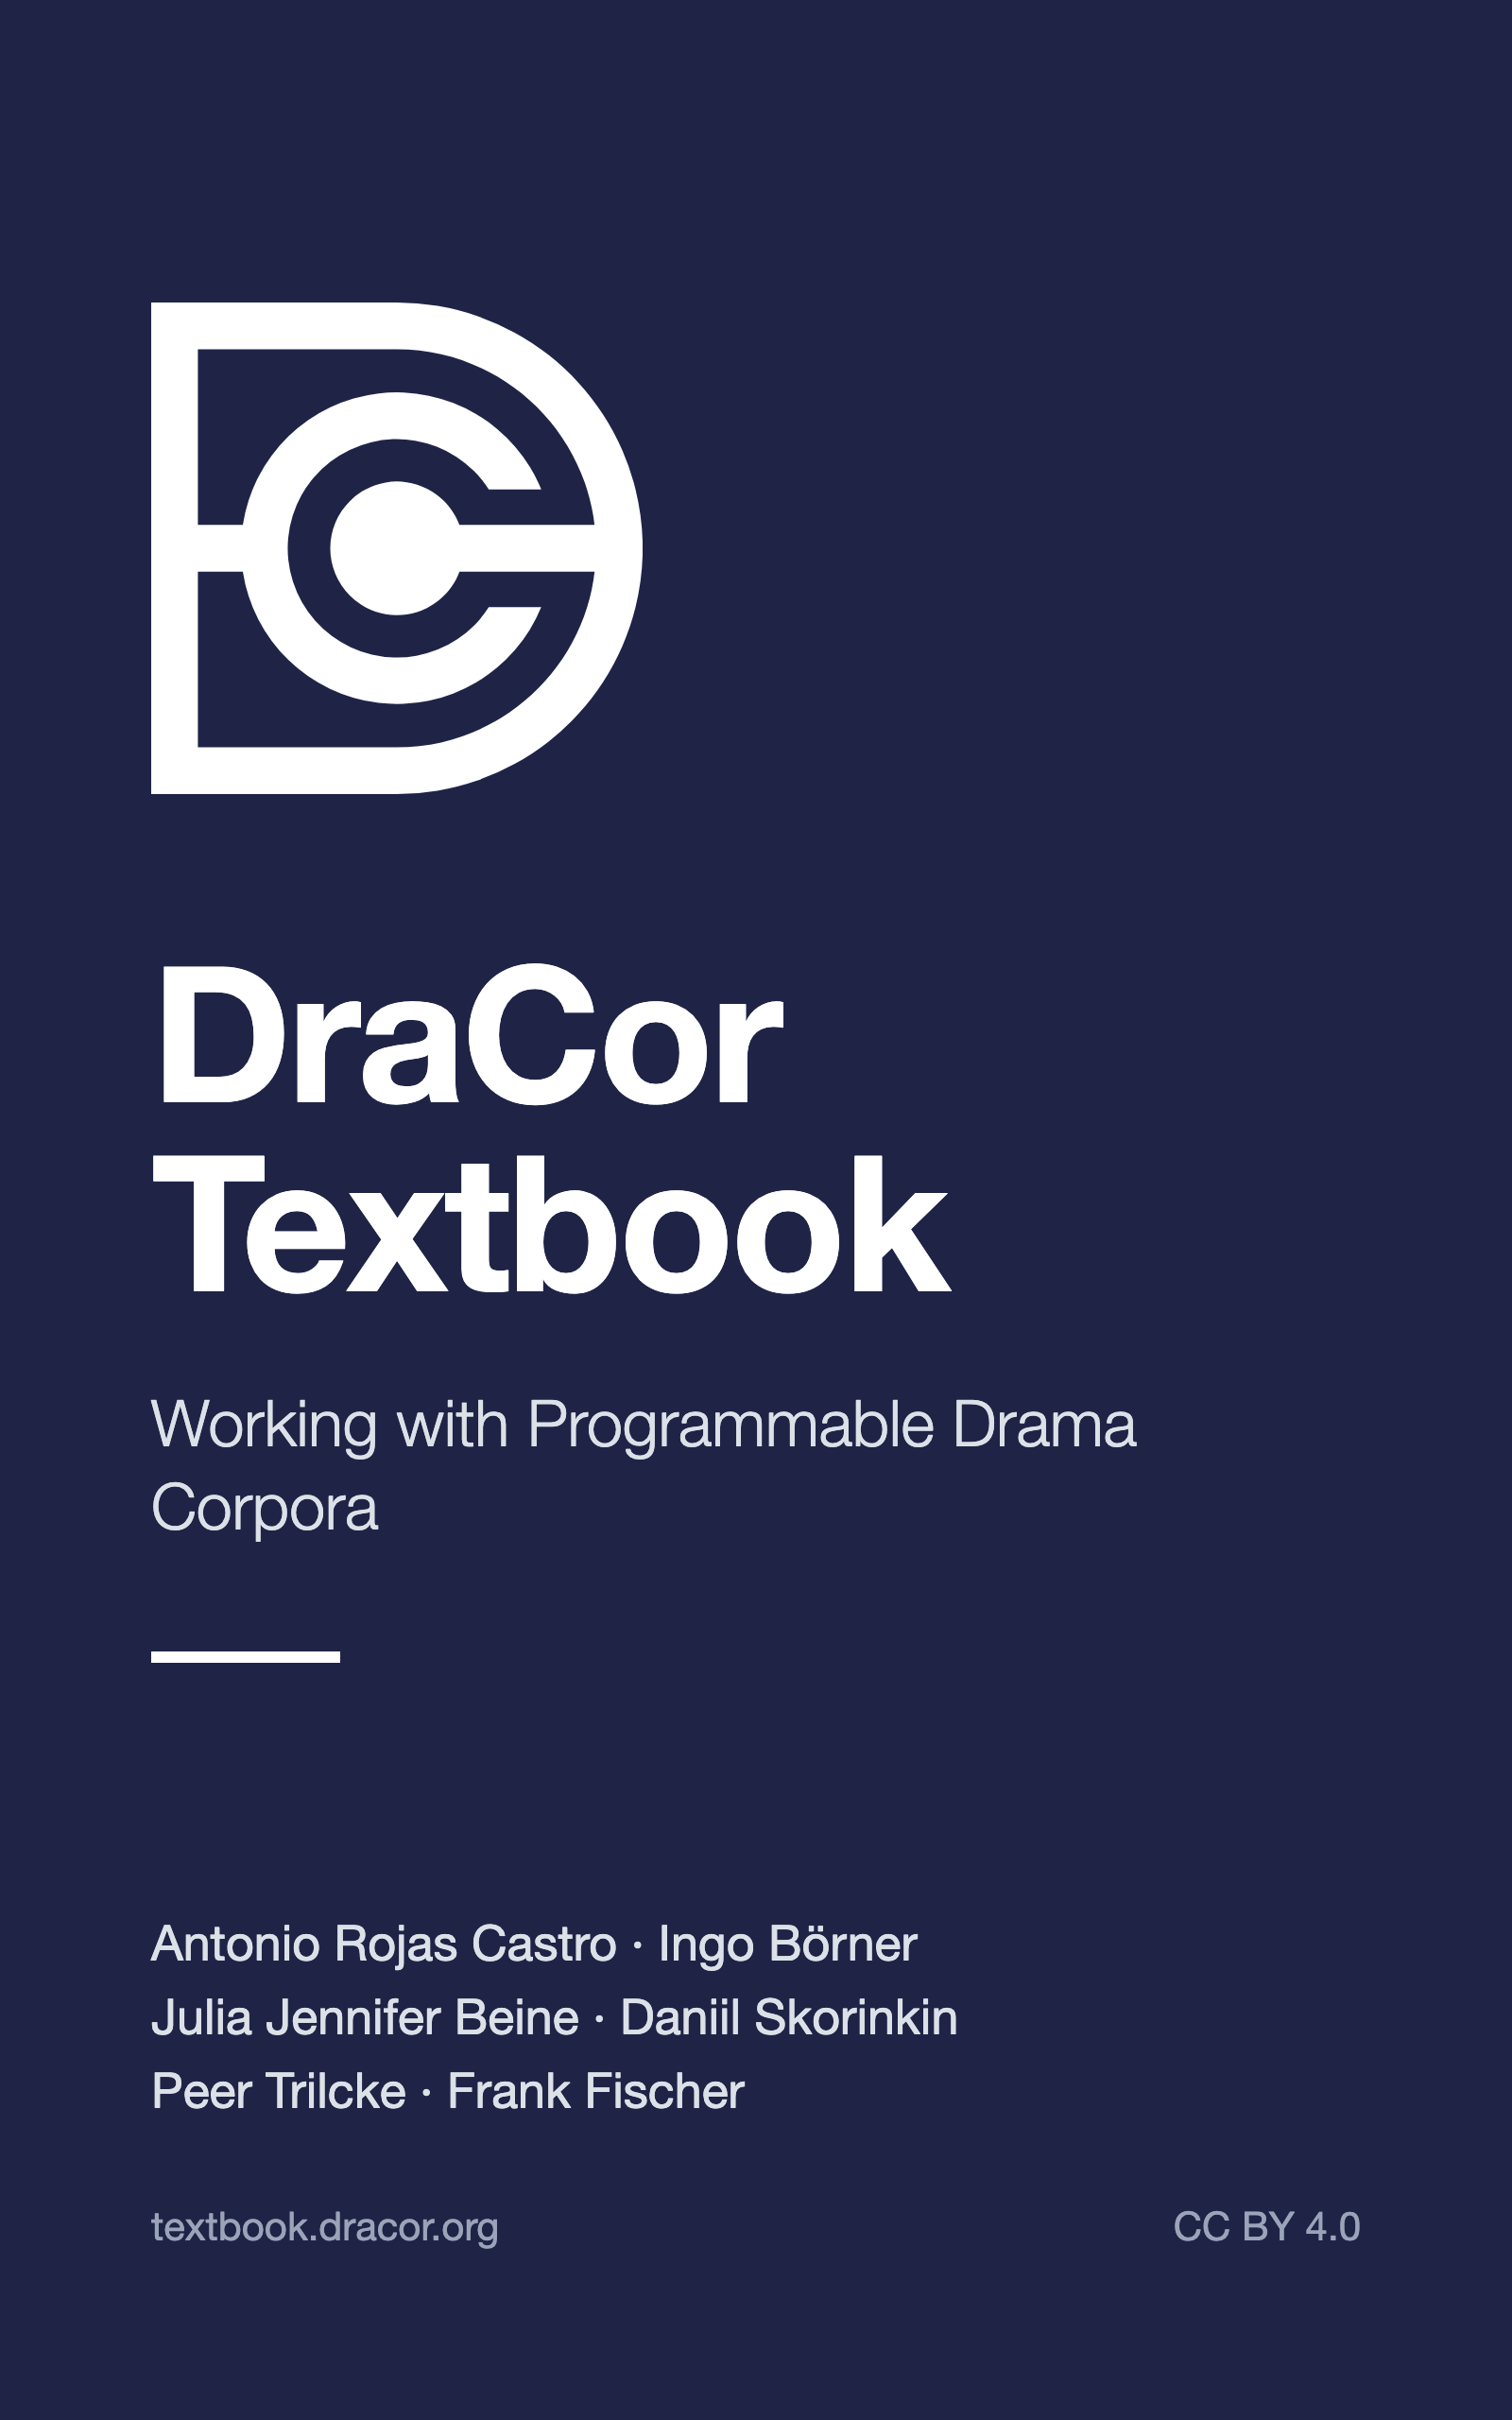 DraCor
Textbook
Working with Programmable Drama
Corpora
Antonio Rojas Castro · Ingo Börner
Julia Jennifer Beine · Daniil Skorinkin
Peer Trilcke · Frank Fischer
textbook.dracor.org
CC BY 4.0